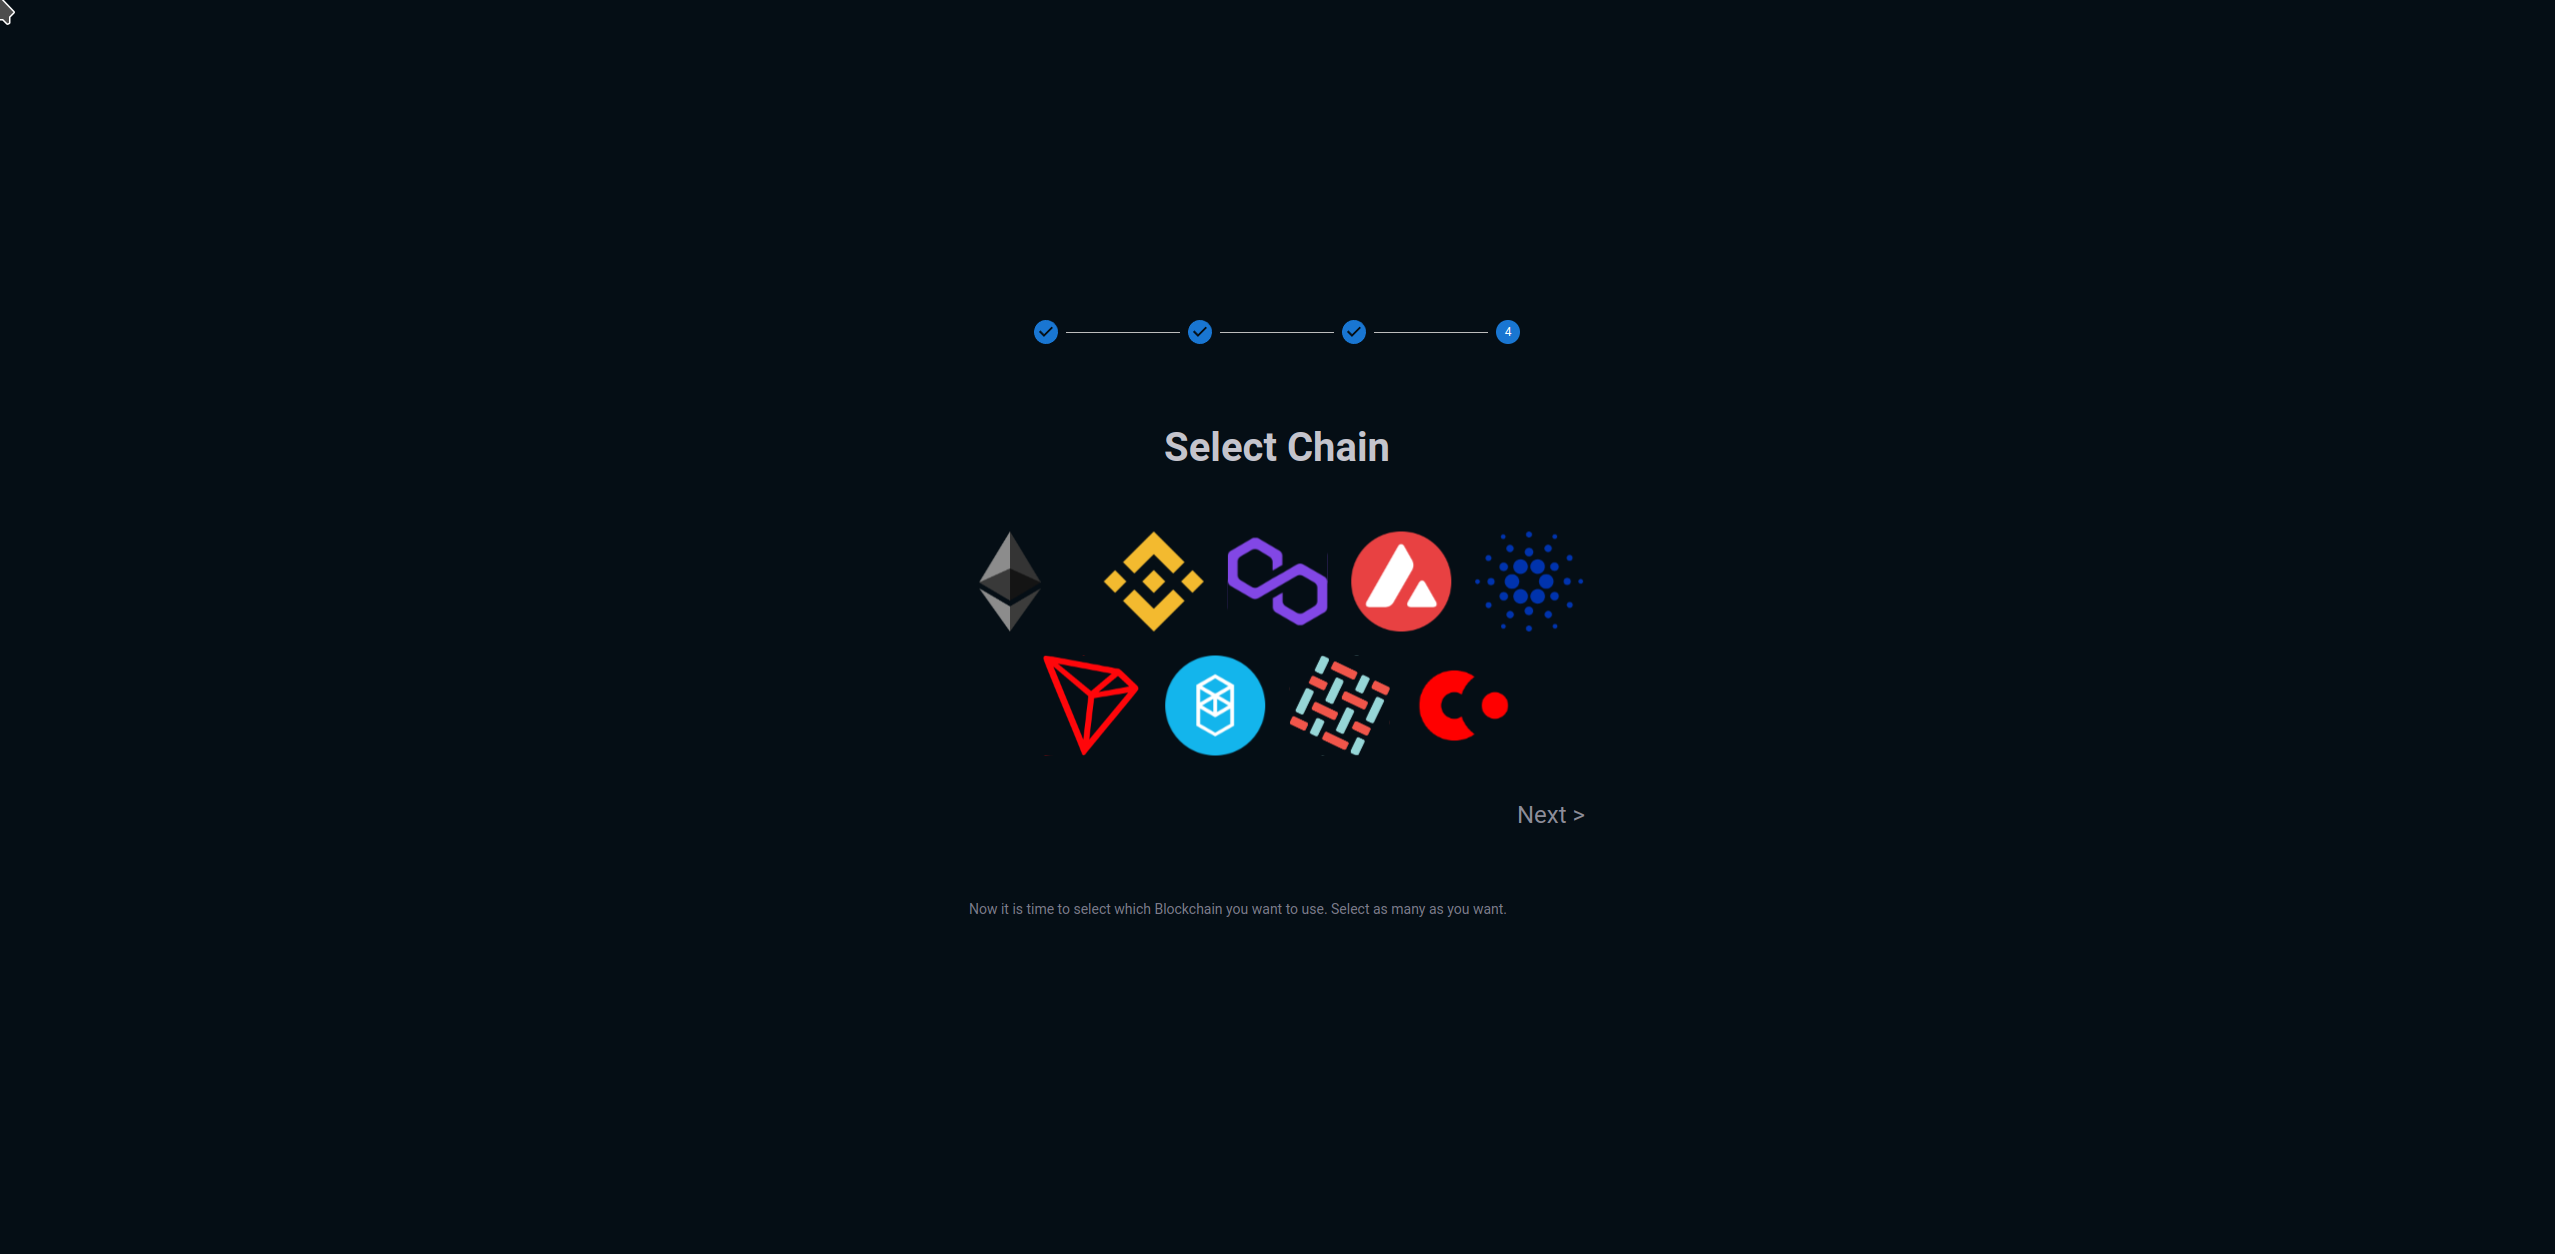 4
Select Chain
Next >
Now it is time to select which Blockchain you want to use. Select as many as you want.